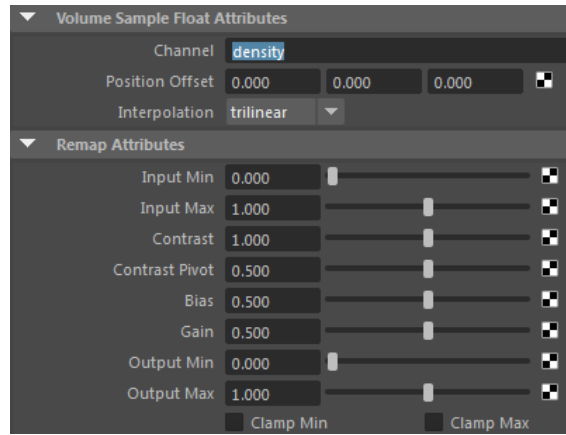 Volume Sample Float Attributes
Channel density
Position Offset 0.000 0.000 0.000
Interpolation trilinear
Remap Attributes
Input Min 0.000
Input Max 1.000
Contrast 1.000
Contrast Pivot 0.500
Bias 0.500
Gain 0.500
Output Min 0.000
Output Max 1.000
Clamp Min Clamp Max